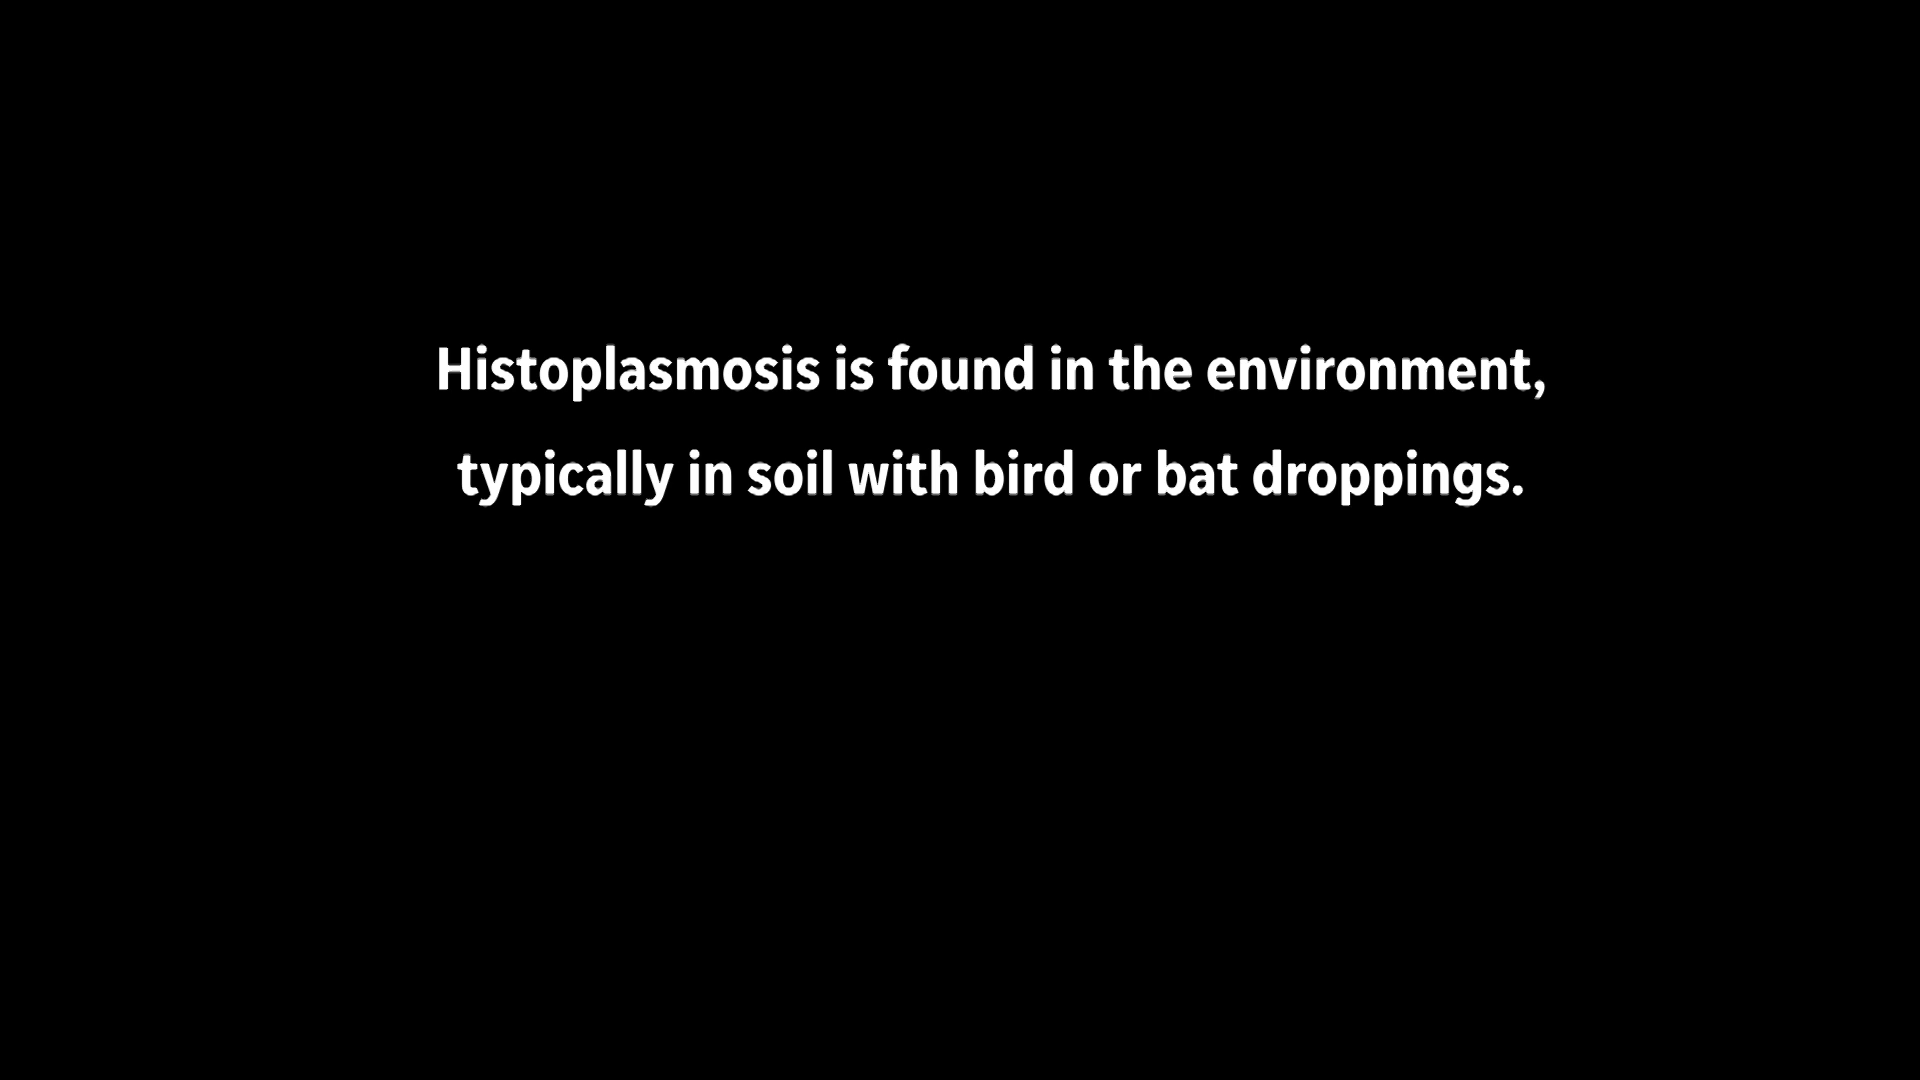 Histoplasmosis is found in the environment,
typically in soil with bird or bat droppings.